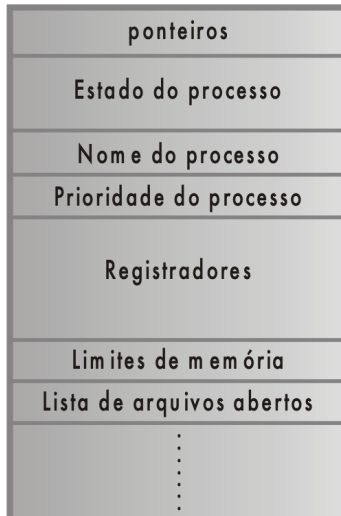 ponteiros
Estado do processo
Nome do processo
Prioridade do processo
Registradores
Limites de memória
Lista de arquivos abertos